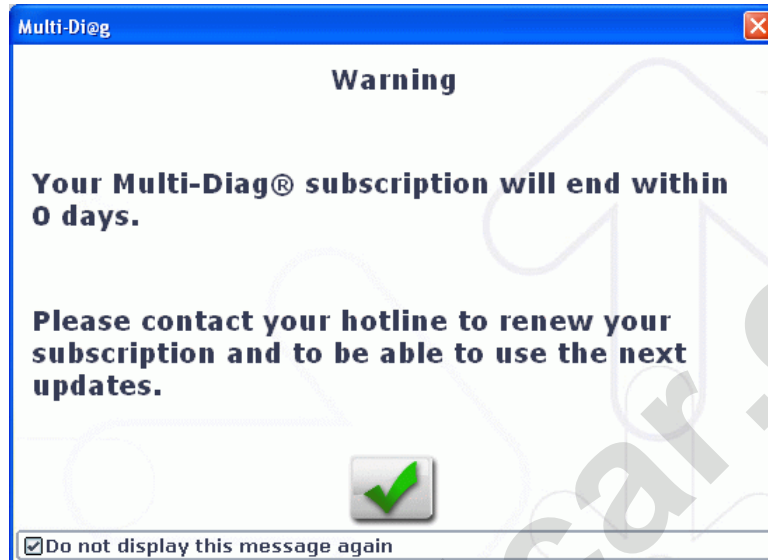 Multi-Di@g
Warning
Your Multi-Diag® subscription will end within
0 days.
Please contact your hotline to renew your
subscription and to be able to use the next
updates.
Do not display this message again